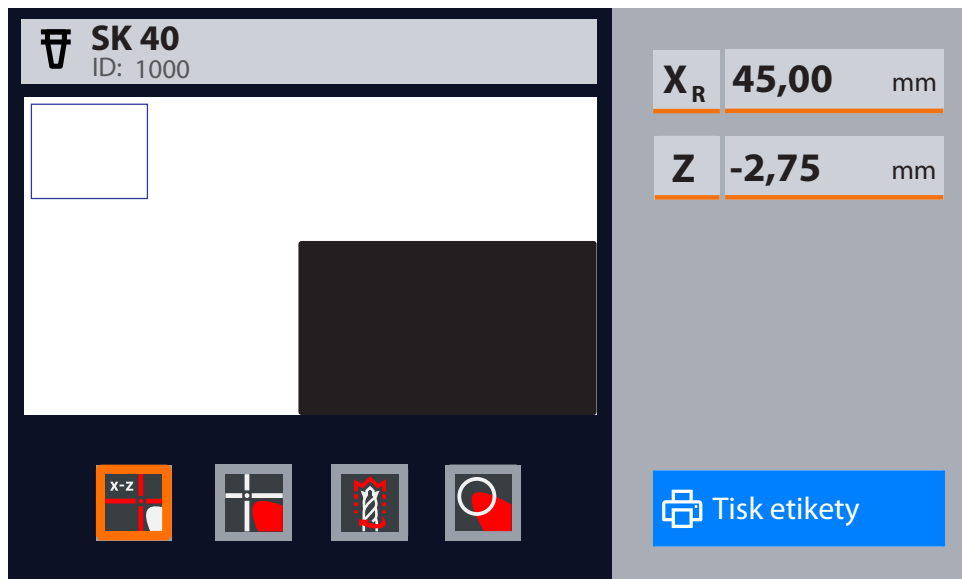 SK 40
ID: 1000
X R 45,00 mm
Z -2,75 mm
x-z
Tisk etikety